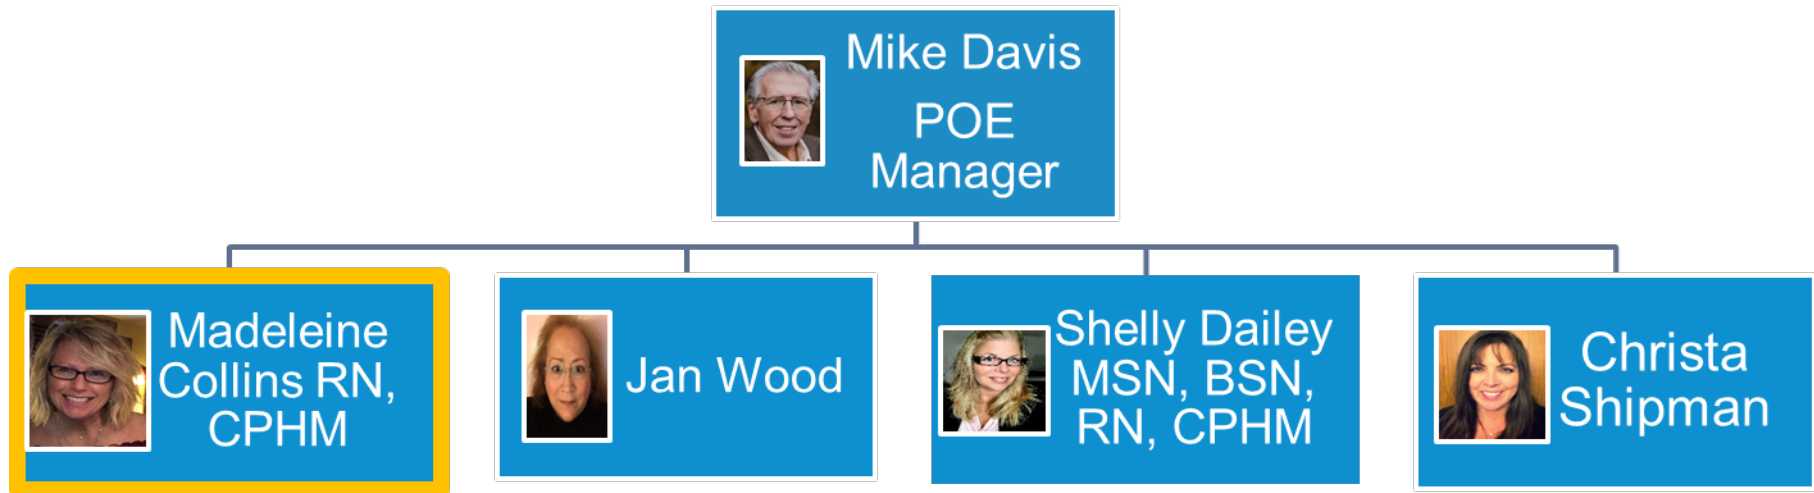 Mike Davis
POE
Manager
Madeleine
Collins RN,
CPHM
Jan Wood
Shelly Dailey
MSN, BSN,
RN, CPHM
Christa
Shipman